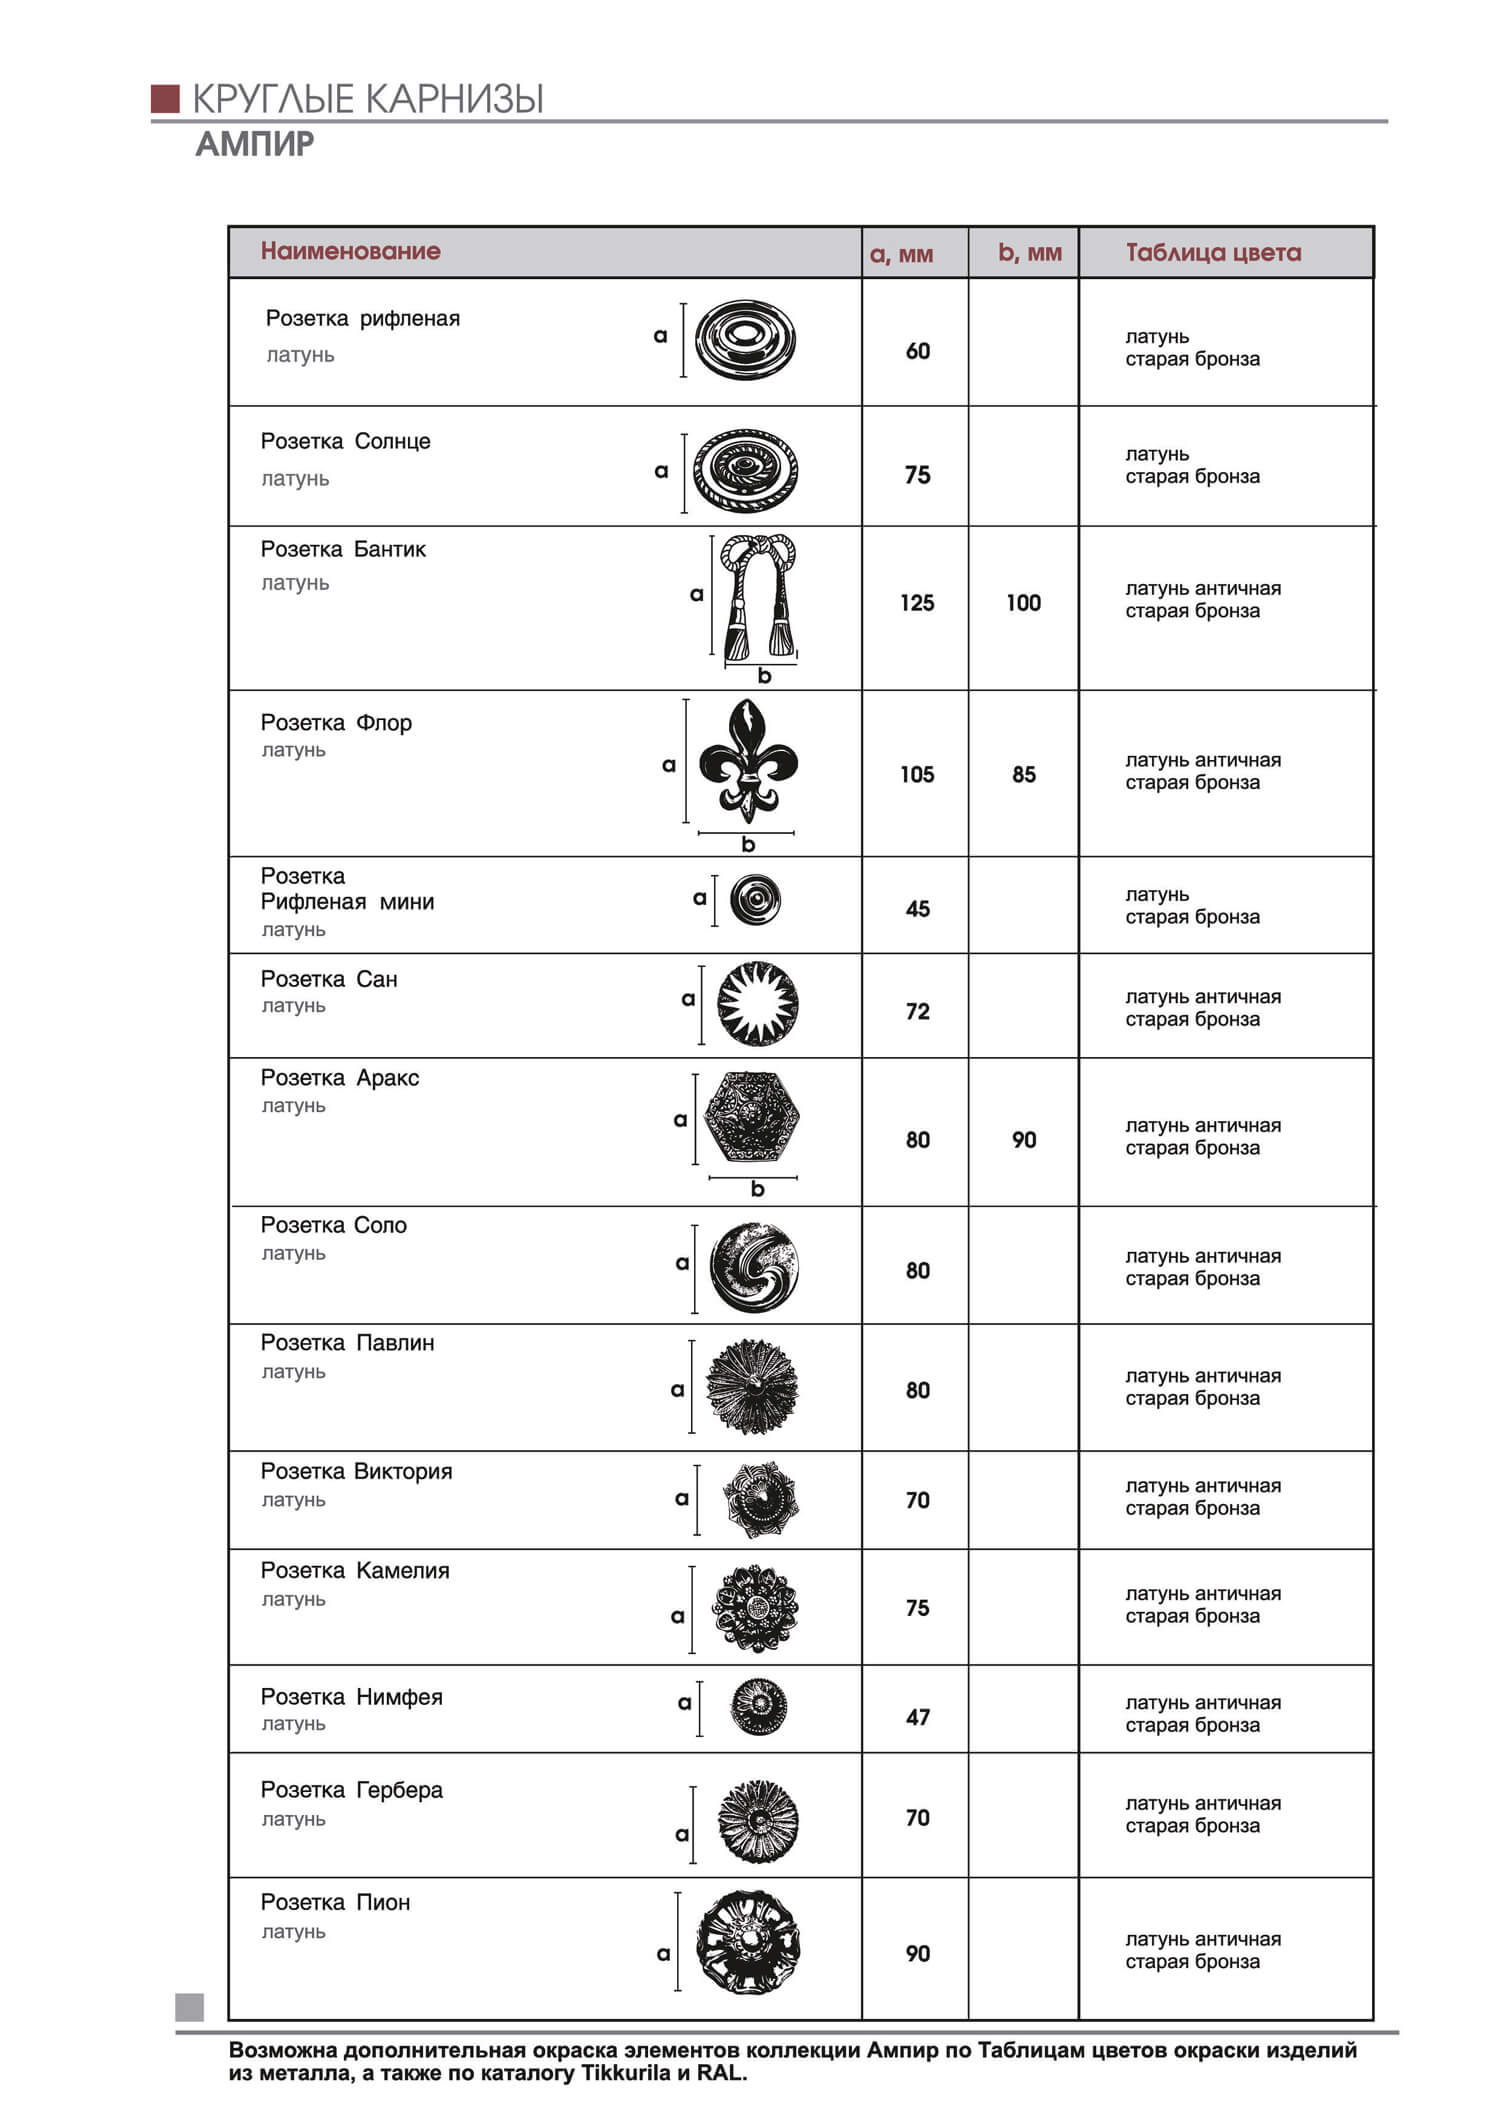 КРУГЛЫЕ КАРНИЗЫ
АМПИР
Наименование a, мм b, мм Таблица цвета
Розетка рифленая
латунь
a
60
латунь
старая бронза
Розетка Солнце
латунь
a
75
латунь
старая бронза
Розетка Бантик
латунь
a
b
125
100
латунь античная
старая бронза
Розетка Флор
латунь
a
b
105
85
латунь античная
старая бронза
Розетка
Рифленая мини
латунь
a
45
латунь
старая бронза
Розетка Сан
латунь
a
72
латунь античная
старая бронза
Розетка Аракс
латунь
a
b
80
90
латунь античная
старая бронза
Розетка Соло
латунь
a
80
латунь античная
старая бронза
Розетка Павлин
латунь
a
80
латунь античная
старая бронза
Розетка Виктория
латунь
a
70
латунь античная
старая бронза
Розетка Камелия
латунь
a
75
латунь античная
старая бронза
Розетка Нимфея
латунь
a
47
латунь античная
старая бронза
Розетка Гербера
латунь
a
70
латунь античная
старая бронза
Розетка Пион
латунь
a
90
латунь античная
старая бронза
Возможна дополнительная окраска элементов коллекции Ампир по Таблицам цветов окраски изделий
из металла, а также по каталогу Tikkurila и RAL.